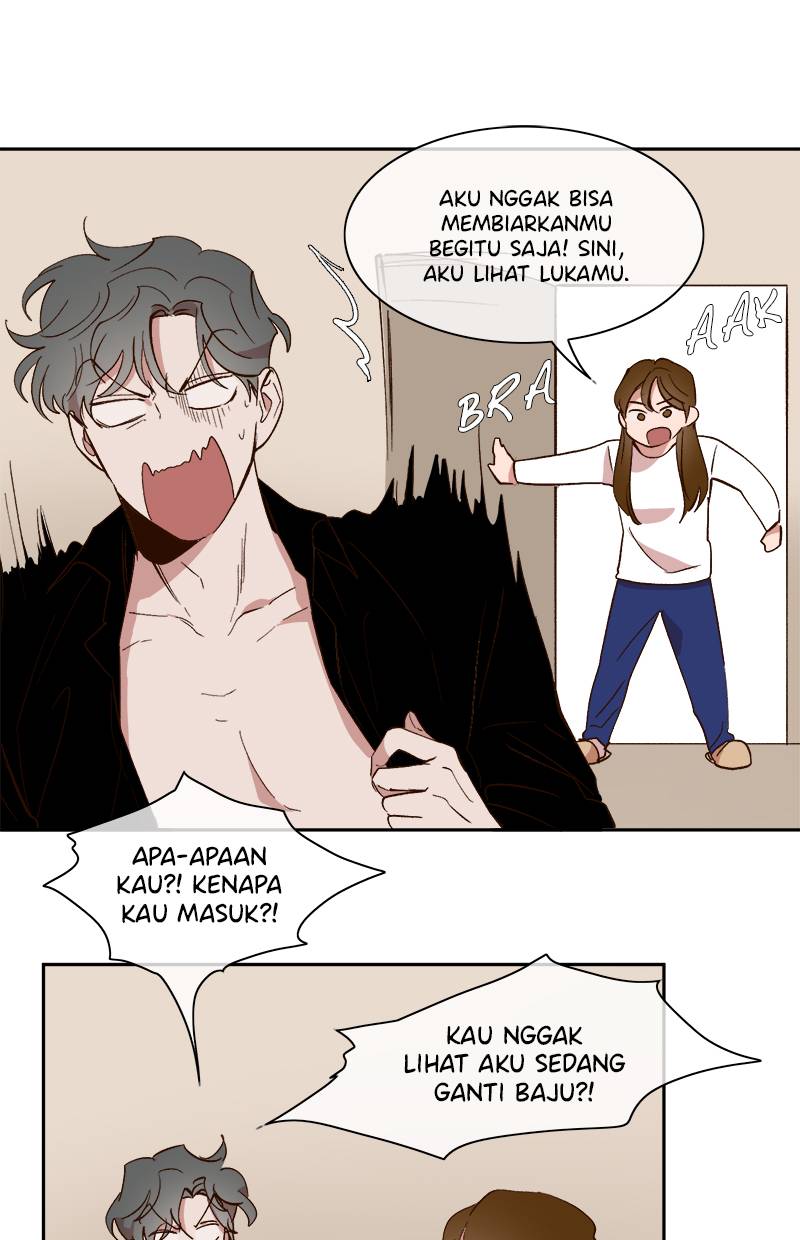 AKU NGGAK BISA
MEMBIARKANMU
BEGITU SAJA! SINI,
AKU LIHAT LUKAMU.
BRA
AAK
APA-APAAN
KAU?! KENAPA
KAU MASUK?!
KAU NGGAK
LIHAT AKU SEDANG
GANTI BAJU?!